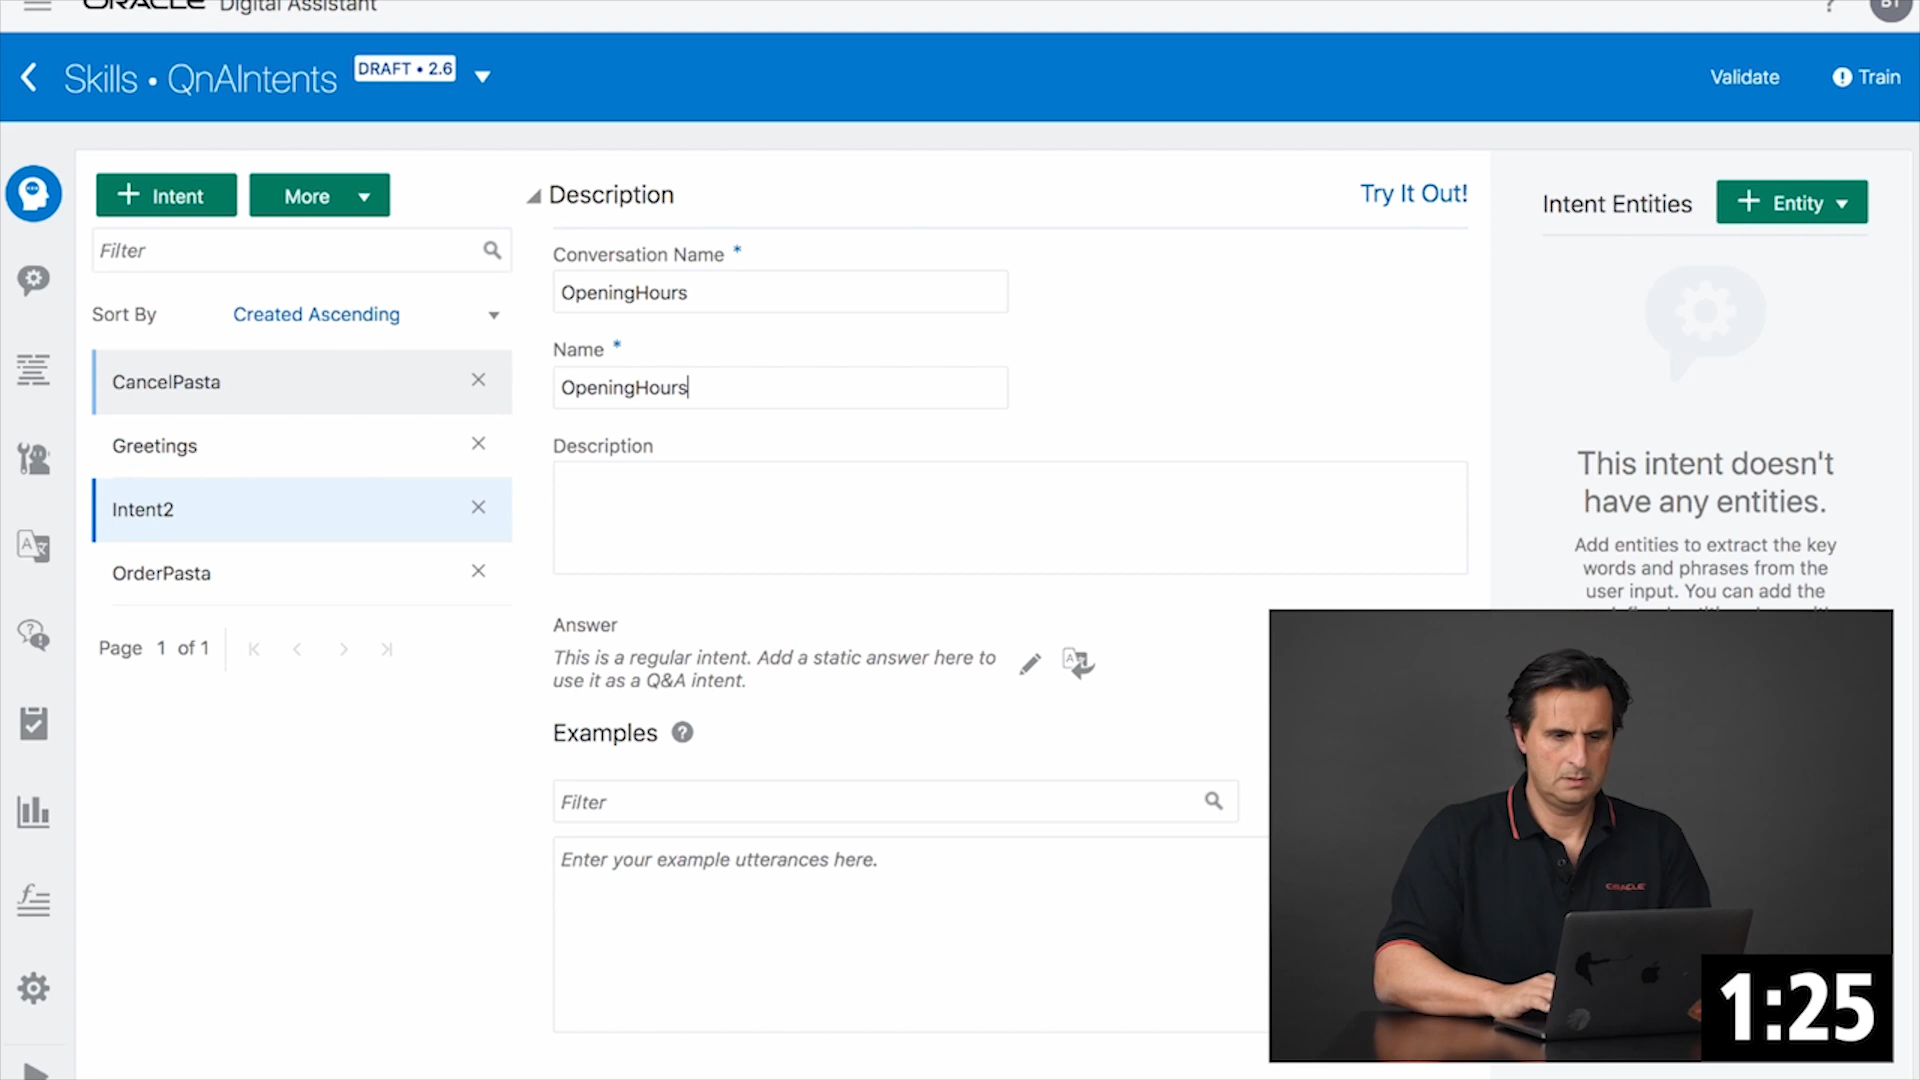 ORACLE Digital Assistant
?
BT
Skills • QnAIntents
DRAFT • 2.6
Validate
Train
Intent
More
Filter
Sort By
Created Ascending
CancelPasta
Greetings
Intent2
OrderPasta
Page 1 of 1
Description
Try It Out!
Conversation Name *
OpeningHours
Name *
OpeningHours
Description
Answer
This is a regular intent. Add a static answer here to
use it as a Q&A intent.
Examples ?
Filter
Enter your example utterances here.
Intent Entities
Entity
This intent doesn't
have any entities.
Add entities to extract the key
words and phrases from the
user input. You can add the
ORACLE
1:25